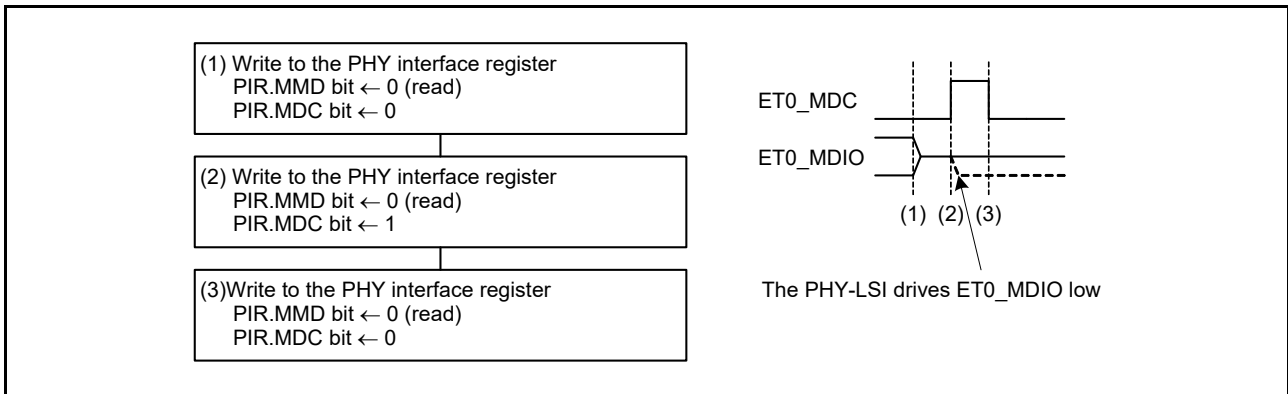 (1) Write to the PHY interface register
PIR.MMD bit ← 0 (read)
PIR.MDC bit ← 0
(2) Write to the PHY interface register
PIR.MMD bit ← 0 (read)
PIR.MDC bit ← 1
(3)Write to the PHY interface register
PIR.MMD bit ← 0 (read)
PIR.MDC bit ← 0
ET0_MDC
ET0_MDIO
(1) (2) (3)
The PHY-LSI drives ET0_MDIO low